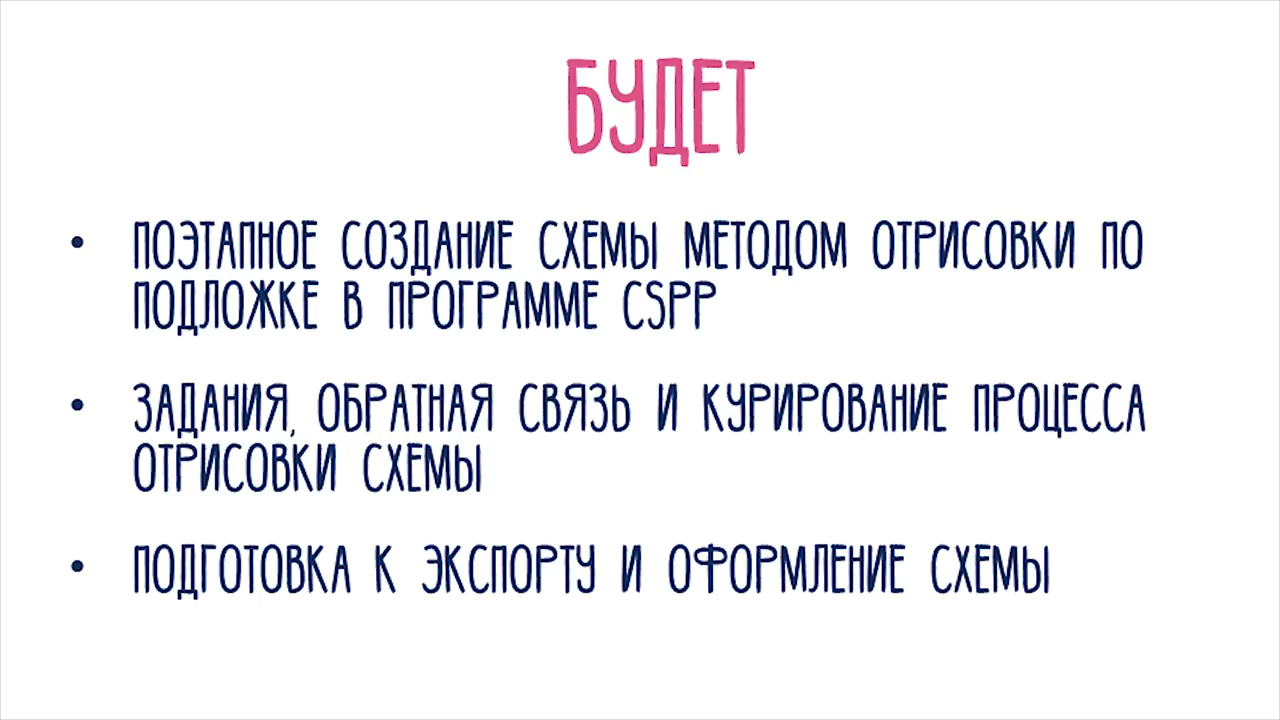 БУДЕТ
• ПОЭТАПНОЕ СОЗДАНИЕ СХЕМЫ МЕТОДОМ ОТРИСОВКИ ПО
ПОДЛОЖКЕ В ПРОГРАММЕ CSPP
• ЗАДАНИЯ, ОБРАТНАЯ СВЯЗЬ И КУРИРОВАНИЕ ПРОЦЕССА
ОТРИСОВКИ СХЕМЫ
• ПОДГОТОВКА К ЭКСПОРТУ И ОФОРМЛЕНИЕ СХЕМЫ